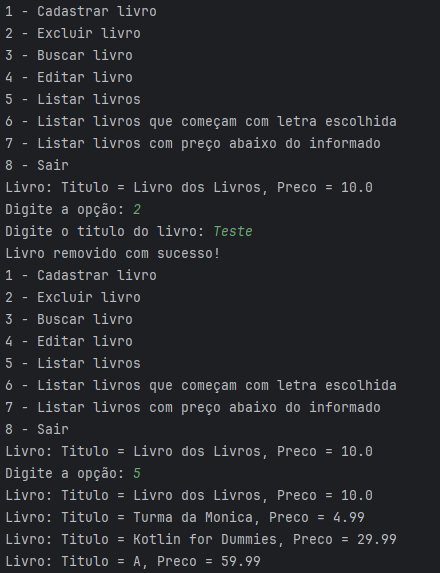 1 - Cadastrar livro
2 - Excluir livro
3 - Buscar livro
4 - Editar livro
5 - Listar livros
6 - Listar livros que começam com letra escolhida
7 - Listar livros com preço abaixo do informado
8 - Sair
Livro: Titulo = Livro dos Livros, Preco = 10.0
Digite a opção: 2
Digite o titulo do livro: Teste
Livro removido com sucesso!
1 - Cadastrar livro
2 - Excluir livro
3 - Buscar livro
4 - Editar livro
5 - Listar livros
6 - Listar livros que começam com letra escolhida
7 - Listar livros com preço abaixo do informado
8 - Sair
Livro: Titulo = Livro dos Livros, Preco = 10.0
Digite a opção: 5
Livro: Titulo = Livro dos Livros, Preco = 10.0
Livro: Titulo = Turma da Monica, Preco = 4.99
Livro: Titulo = Kotlin for Dummies, Preco = 29.99
Livro: Titulo = A, Preco = 59.99